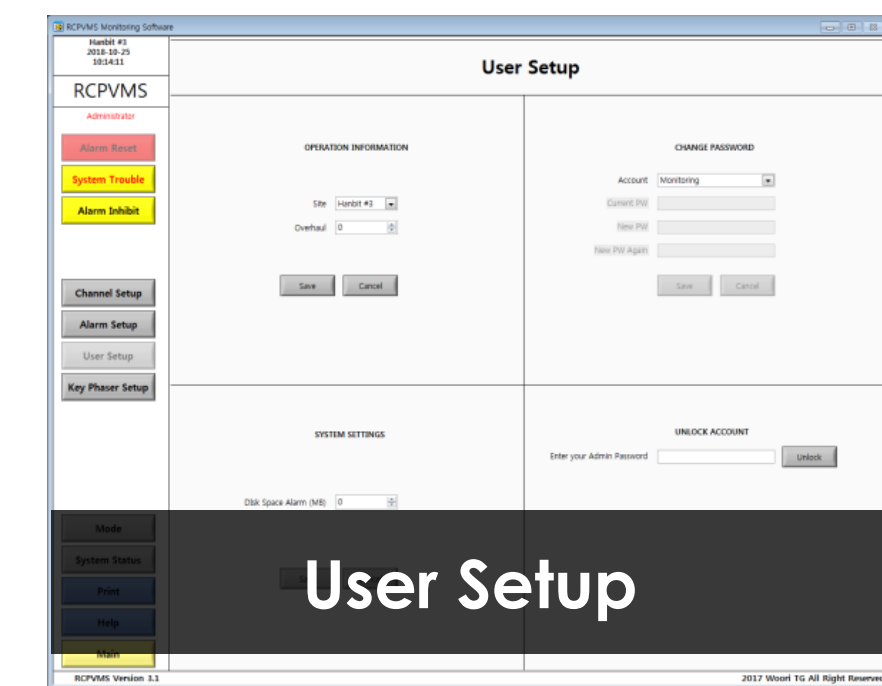 RCPVMS Monitoring Software
Hanbit #3
2018-10-25
10:14:11
RCPVMS
Administrator
Alarm Reset
System Trouble
Alarm Inhibit
Channel Setup
Alarm Setup
User Setup
Key Phaser Setup
Mode
System Status
Print
Help
Main
User Setup
OPERATION INFORMATION
Site Hanbit #3
Overhaul 0
Save Cancel
CHANGE PASSWORD
Account Monitoring
Current PW
New PW
New PW Again
Save Cancel
SYSTEM SETTINGS
Disk Space Alarm (MB) 0
UNLOCK ACCOUNT
Enter your Admin Password Unlock
User Setup
RCPVMS Version 3.1
2017 Woori TG All Right Reserved